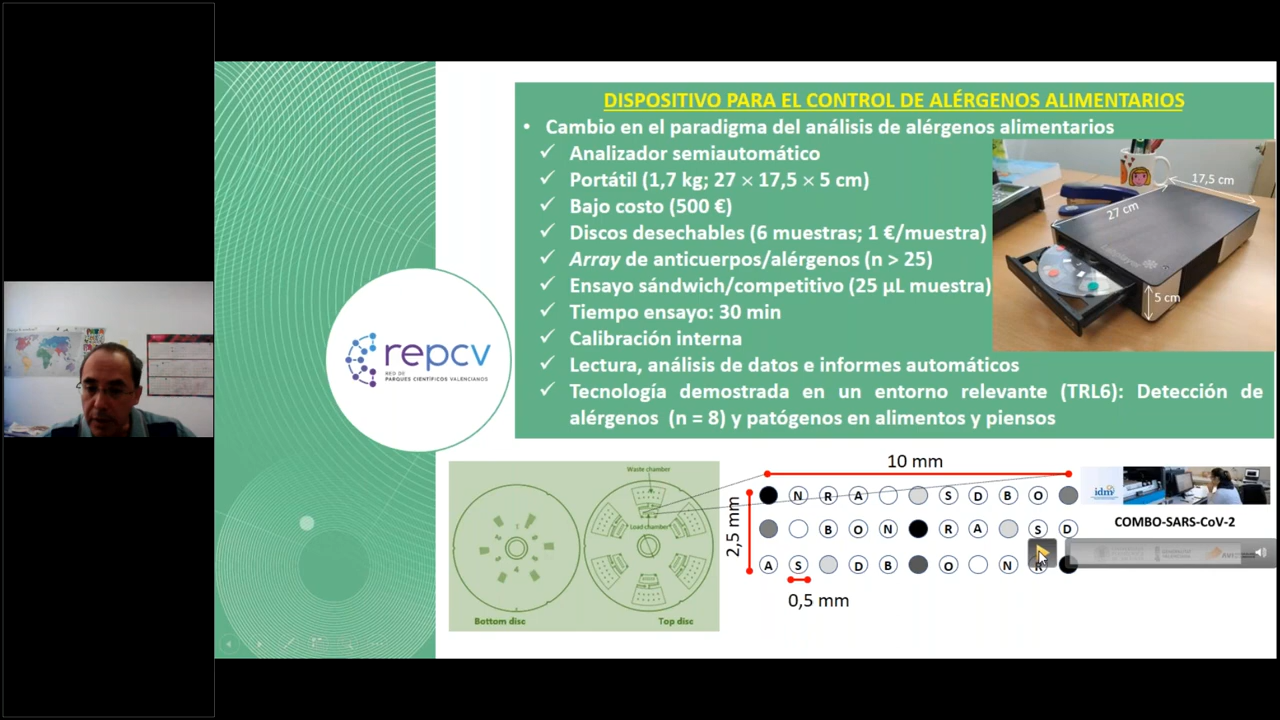 DISPOSITIVO PARA EL CONTROL DE ALÉRGENOS ALIMENTARIOS
• Cambio en el paradigma del análisis de alérgenos alimentarios
✓ Analizador semiautomático
✓ Portátil (1,7 kg; 27 × 17,5 × 5 cm)
✓ Bajo costo (500 €)
✓ Discos desechables (6 muestras; 1 €/muestra)
✓ Array de anticuerpos/alérgenos (n > 25)
✓ Ensayo sándwich/competitivo (25 µL muestra)
✓ Tiempo ensayo: 30 min
✓ Calibración interna
✓ Lectura, análisis de datos e informes automáticos
✓ Tecnología demostrada en un entorno relevante (TRL6): Detección de
alérgenos (n = 8) y patógenos en alimentos y piensos
17,5 cm
27 cm
5 cm
repcv
RED DE
PARQUES CIENTÍFICOS VALENCIANOS
Waste chamber
Load chamber
Bottom disc
Top disc
10 mm
2,5 mm
N R A S D B O
B O N R A S D
A S D B O N R
0,5 mm
idm
COMBO-SARS-CoV-2